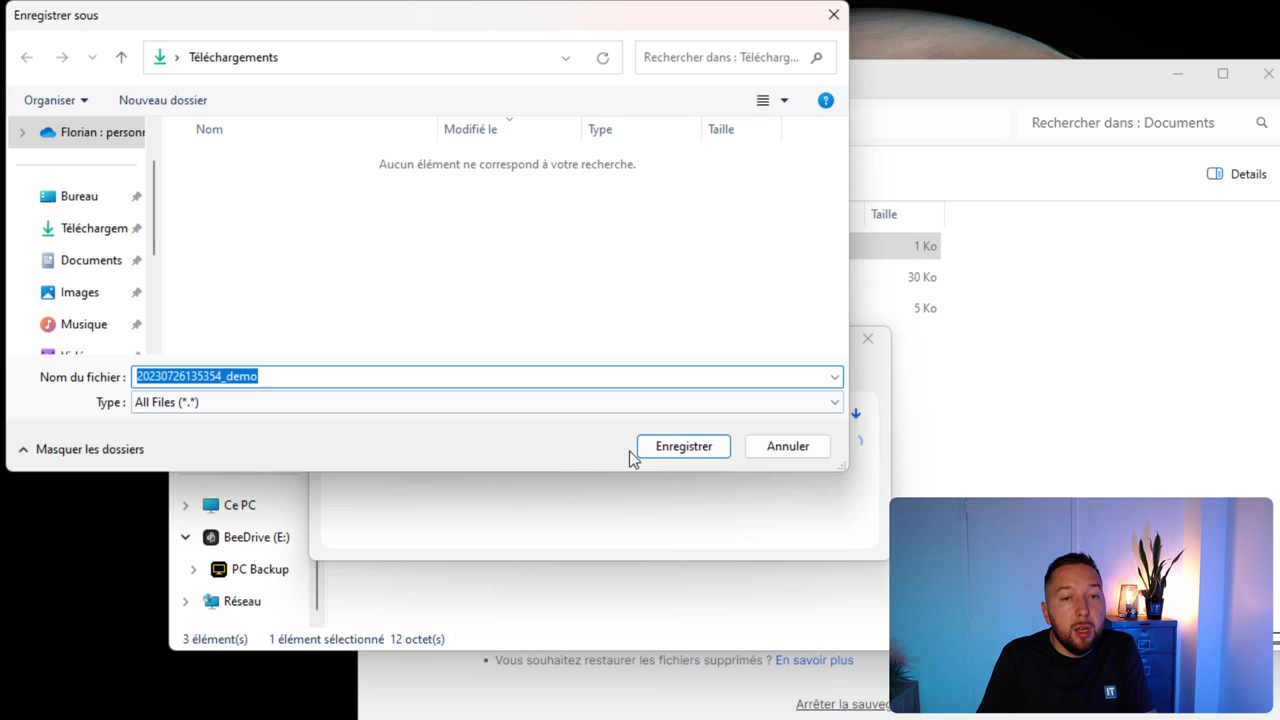 Enregistrer sous
Téléchargements
Rechercher dans : Télécharg...
Organiser
Nouveau dossier
Rechercher dans : Documents
Florian : personn
Nom
Modifié le
Type
Taille
Aucun élément ne correspond à votre recherche.
Details
Bureau
Taille
Téléchargem
1 Ko
Documents
30 Ko
Images
5 Ko
Musique
Nom du fichier :
20230726135354_demo
Type :
All Files (*.*)
Masquer les dossiers
Enregistrer
Annuler
Ce PC
BeeDrive (E:)
PC Backup
Réseau
3 élément(s)
1 élément sélectionné 12 octet(s)
• Vous souhaitez restaurer les fichiers supprimés ? En savoir plus
Arrêter la sauveg
IT